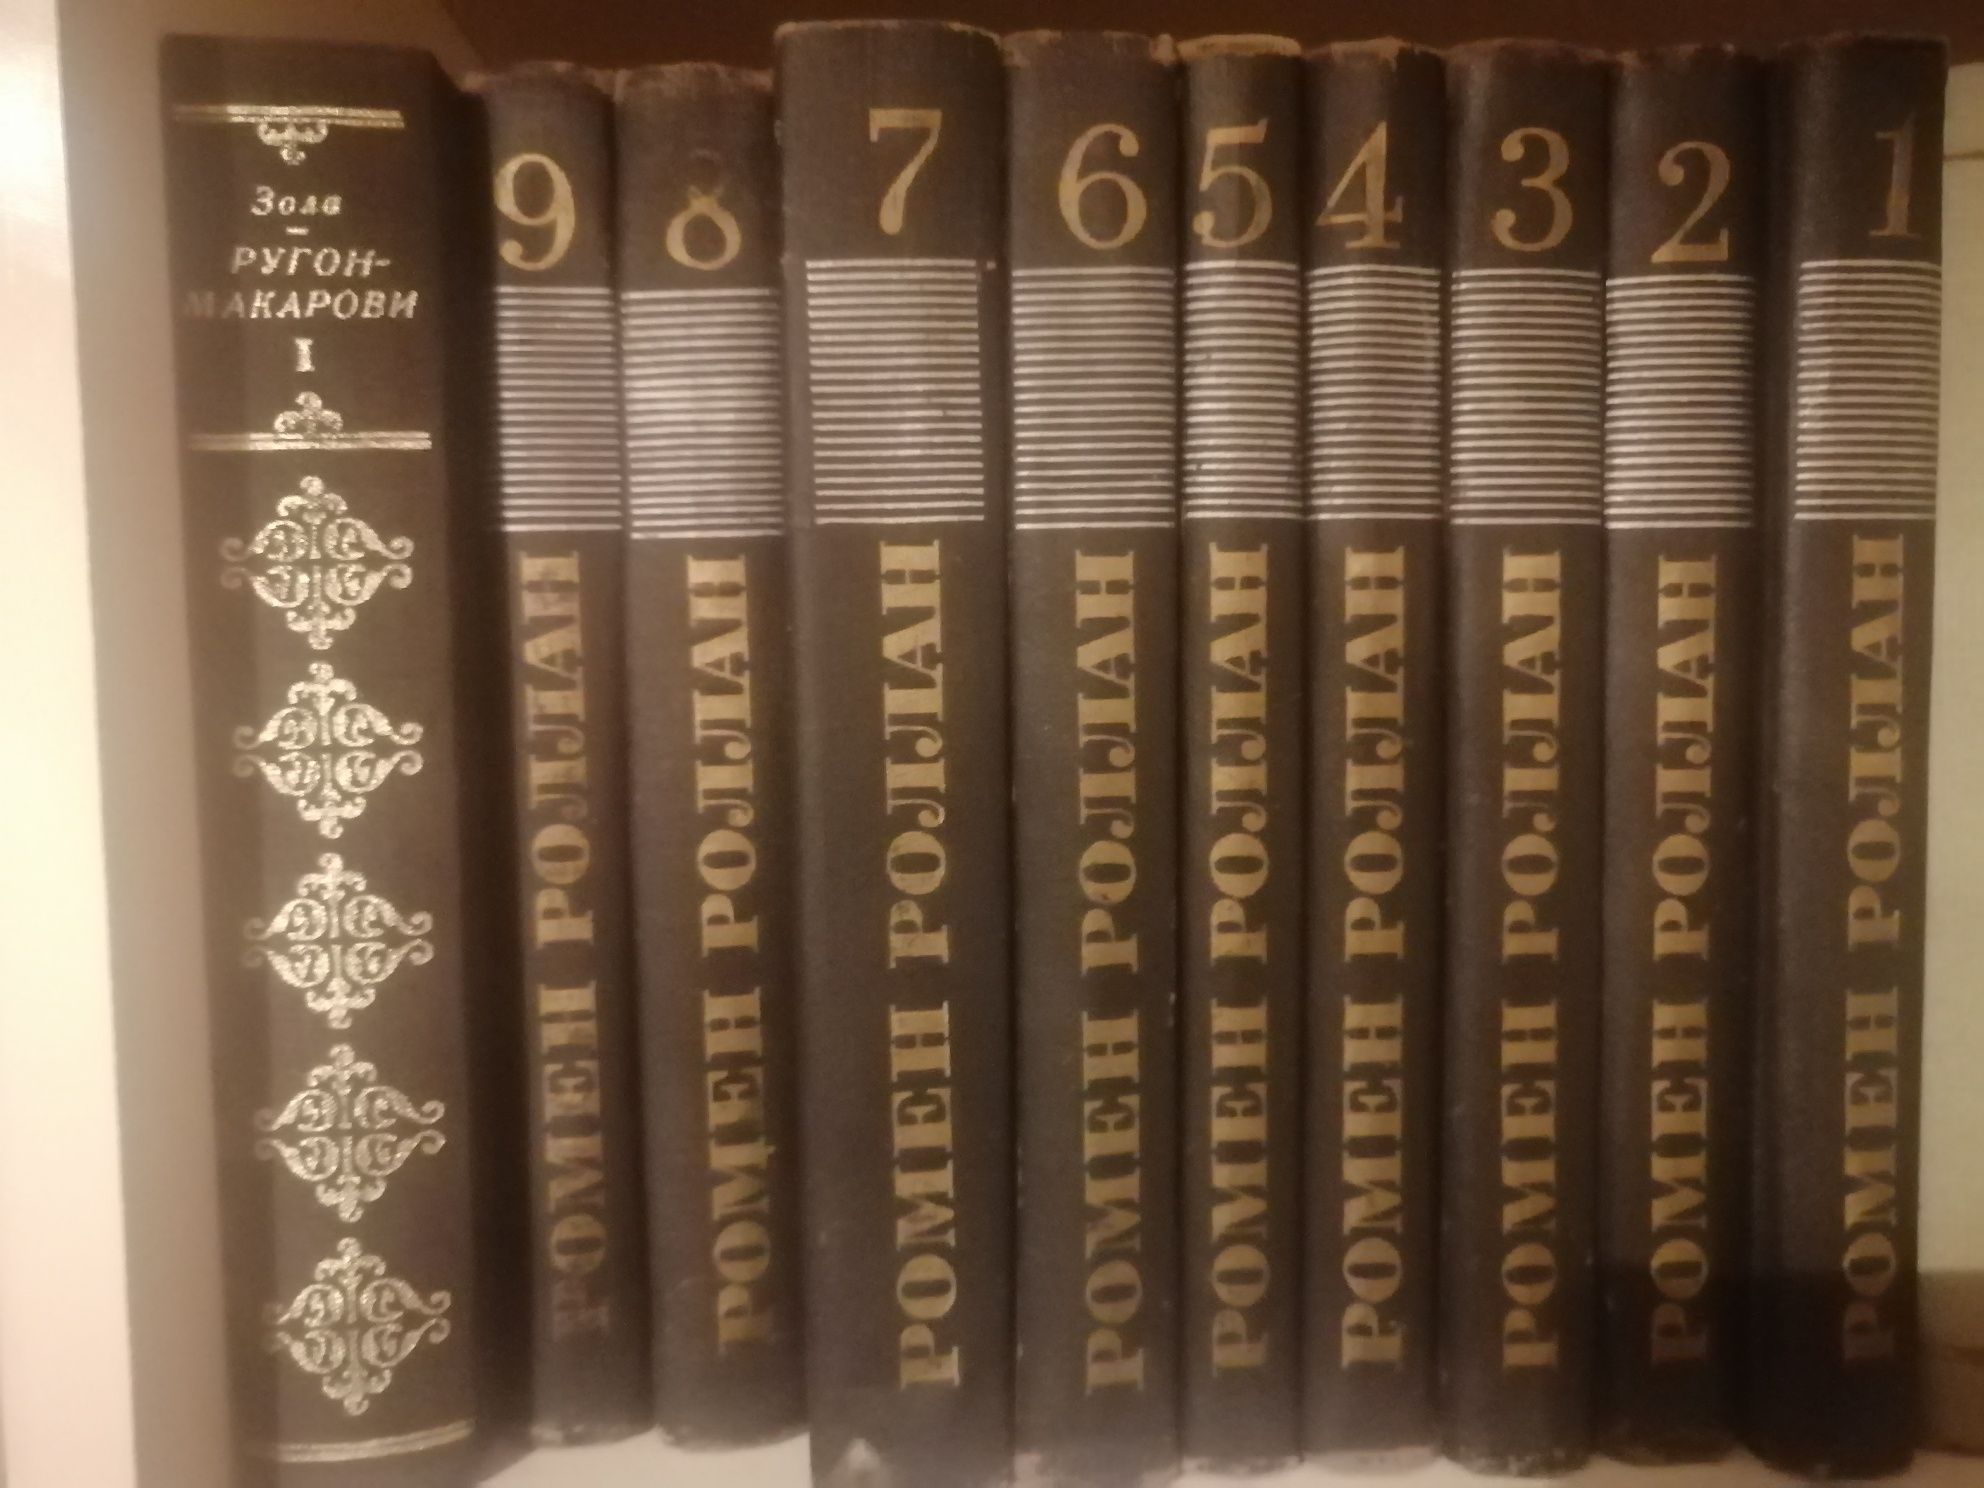 Зола
РУГОН-
МАКАРОВИ
I
9
РОМЕН РОЛЛАН
8
РОМЕН РОЛЛАН
7
РОМЕН РОЛЛАН
6
РОМЕН РОЛЛАН
5
РОМЕН РОЛЛАН
4
РОМЕН РОЛЛАН
3
РОМЕН РОЛЛАН
2
РОМЕН РОЛЛАН
1
РОМЕН РОЛЛАН